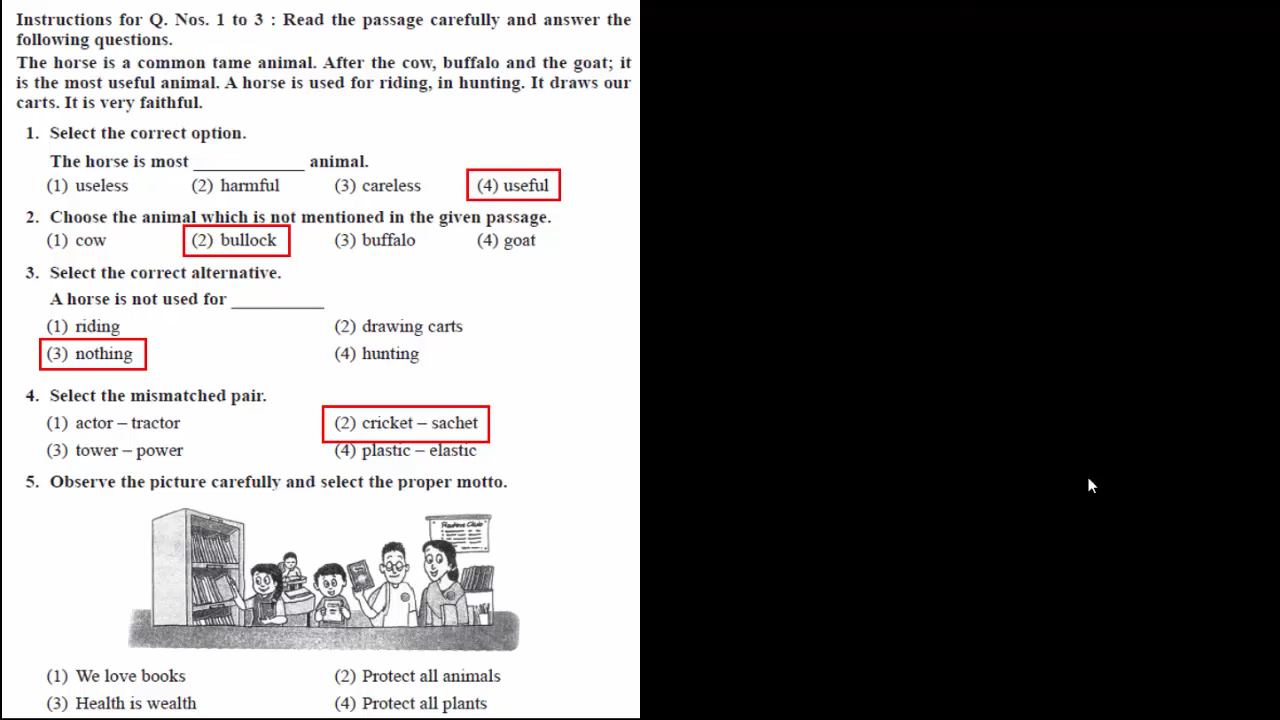 Instructions for Q. Nos. 1 to 3 : Read the passage carefully and answer the
following questions.
The horse is a common tame animal. After the cow, buffalo and the goat; it
is the most useful animal. A horse is used for riding, in hunting. It draws our
carts. It is very faithful.
1. Select the correct option.
The horse is most ____________ animal.
(1) useless (2) harmful (3) careless (4) useful
2. Choose the animal which is not mentioned in the given passage.
(1) cow (2) bullock (3) buffalo (4) goat
3. Select the correct alternative.
A horse is not used for __________
(1) riding (2) drawing carts
(3) nothing (4) hunting
4. Select the mismatched pair.
(1) actor – tractor (2) cricket – sachet
(3) tower – power (4) plastic – elastic
5. Observe the picture carefully and select the proper motto.
(1) We love books (2) Protect all animals
(3) Health is wealth (4) Protect all plants